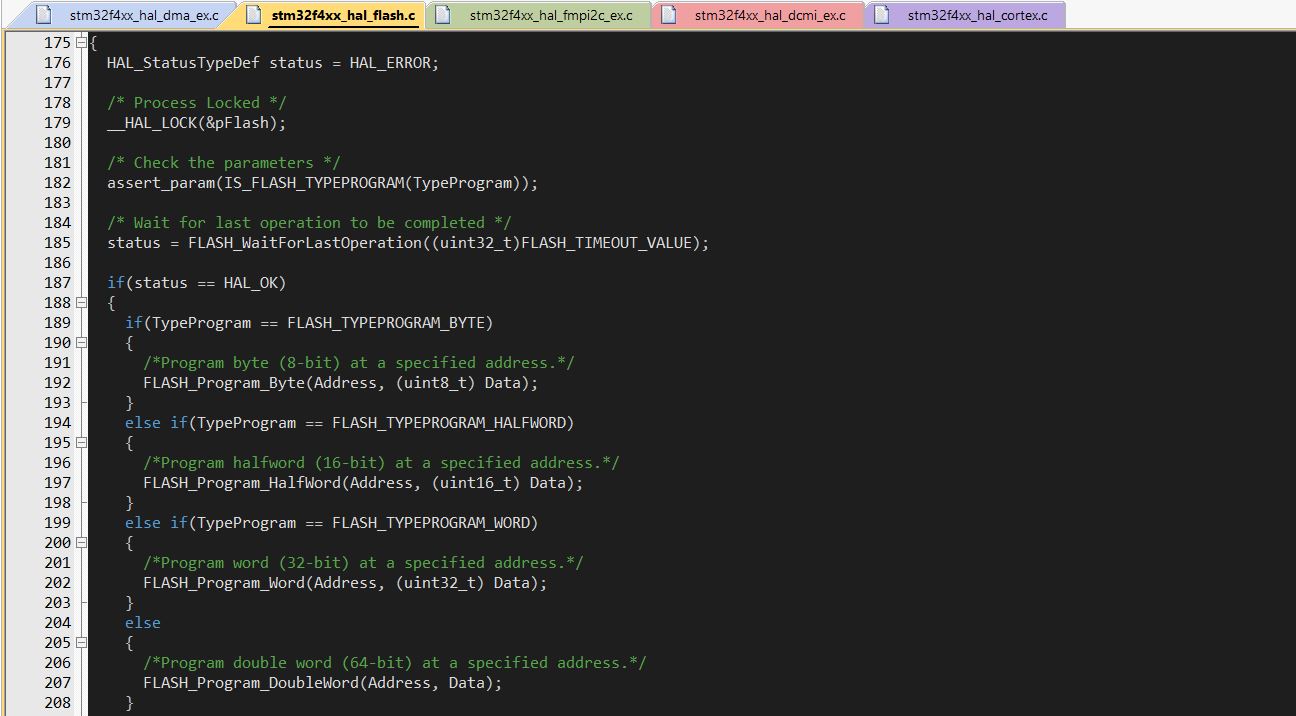 stm32f4xx_hal_dma_ex.c stm32f4xx_hal_flash.c stm32f4xx_hal_fmpi2c_ex.c stm32f4xx_hal_dcmi_ex.c stm32f4xx_hal_cortex.c
175 {
176 HAL_StatusTypeDef status = HAL_ERROR;
177
178 /* Process Locked */
179 __HAL_LOCK(&pFlash);
180
181 /* Check the parameters */
182 assert_param(IS_FLASH_TYPEPROGRAM(TypeProgram));
183
184 /* Wait for last operation to be completed */
185 status = FLASH_WaitForLastOperation((uint32_t)FLASH_TIMEOUT_VALUE);
186
187 if(status == HAL_OK)
188 {
189 if(TypeProgram == FLASH_TYPEPROGRAM_BYTE)
190 {
191 /*Program byte (8-bit) at a specified address.*/
192 FLASH_Program_Byte(Address, (uint8_t) Data);
193 }
194 else if(TypeProgram == FLASH_TYPEPROGRAM_HALFWORD)
195 {
196 /*Program halfword (16-bit) at a specified address.*/
197 FLASH_Program_HalfWord(Address, (uint16_t) Data);
198 }
199 else if(TypeProgram == FLASH_TYPEPROGRAM_WORD)
200 {
201 /*Program word (32-bit) at a specified address.*/
202 FLASH_Program_Word(Address, (uint32_t) Data);
203 }
204 else
205 {
206 /*Program double word (64-bit) at a specified address.*/
207 FLASH_Program_DoubleWord(Address, Data);
208 }